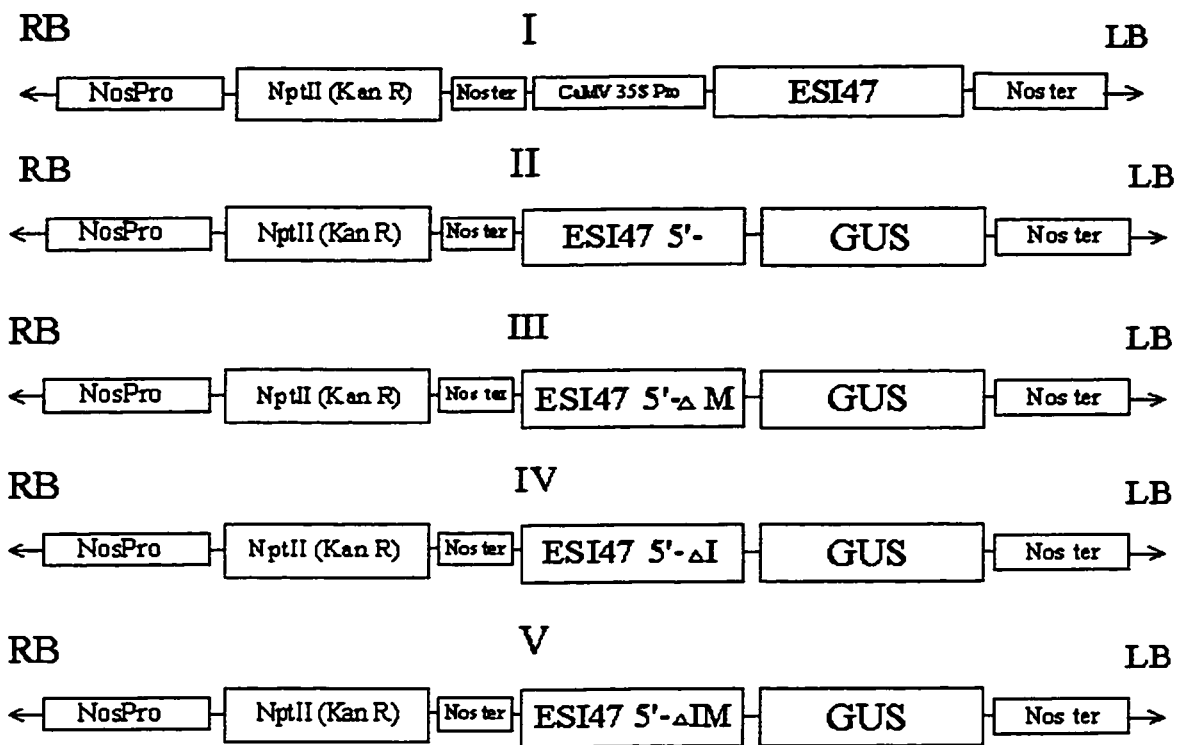 RB I LB
NosPro NptII (Kan R) Noster CaMV 35S Pro ESI47 Nos ter
RB II LB
NosPro NptII (Kan R) Nos ter ESI47 5'- GUS Nos ter
RB III LB
NosPro NptII (Kan R) Nos ter ESI47 5'-△ M GUS Nos ter
RB IV LB
NosPro NptII (Kan R) Nos ter ESI47 5'-△I GUS Nos ter
RB V LB
NosPro NptII (Kan R) Nos ter ESI47 5'-△IM GUS Nos ter